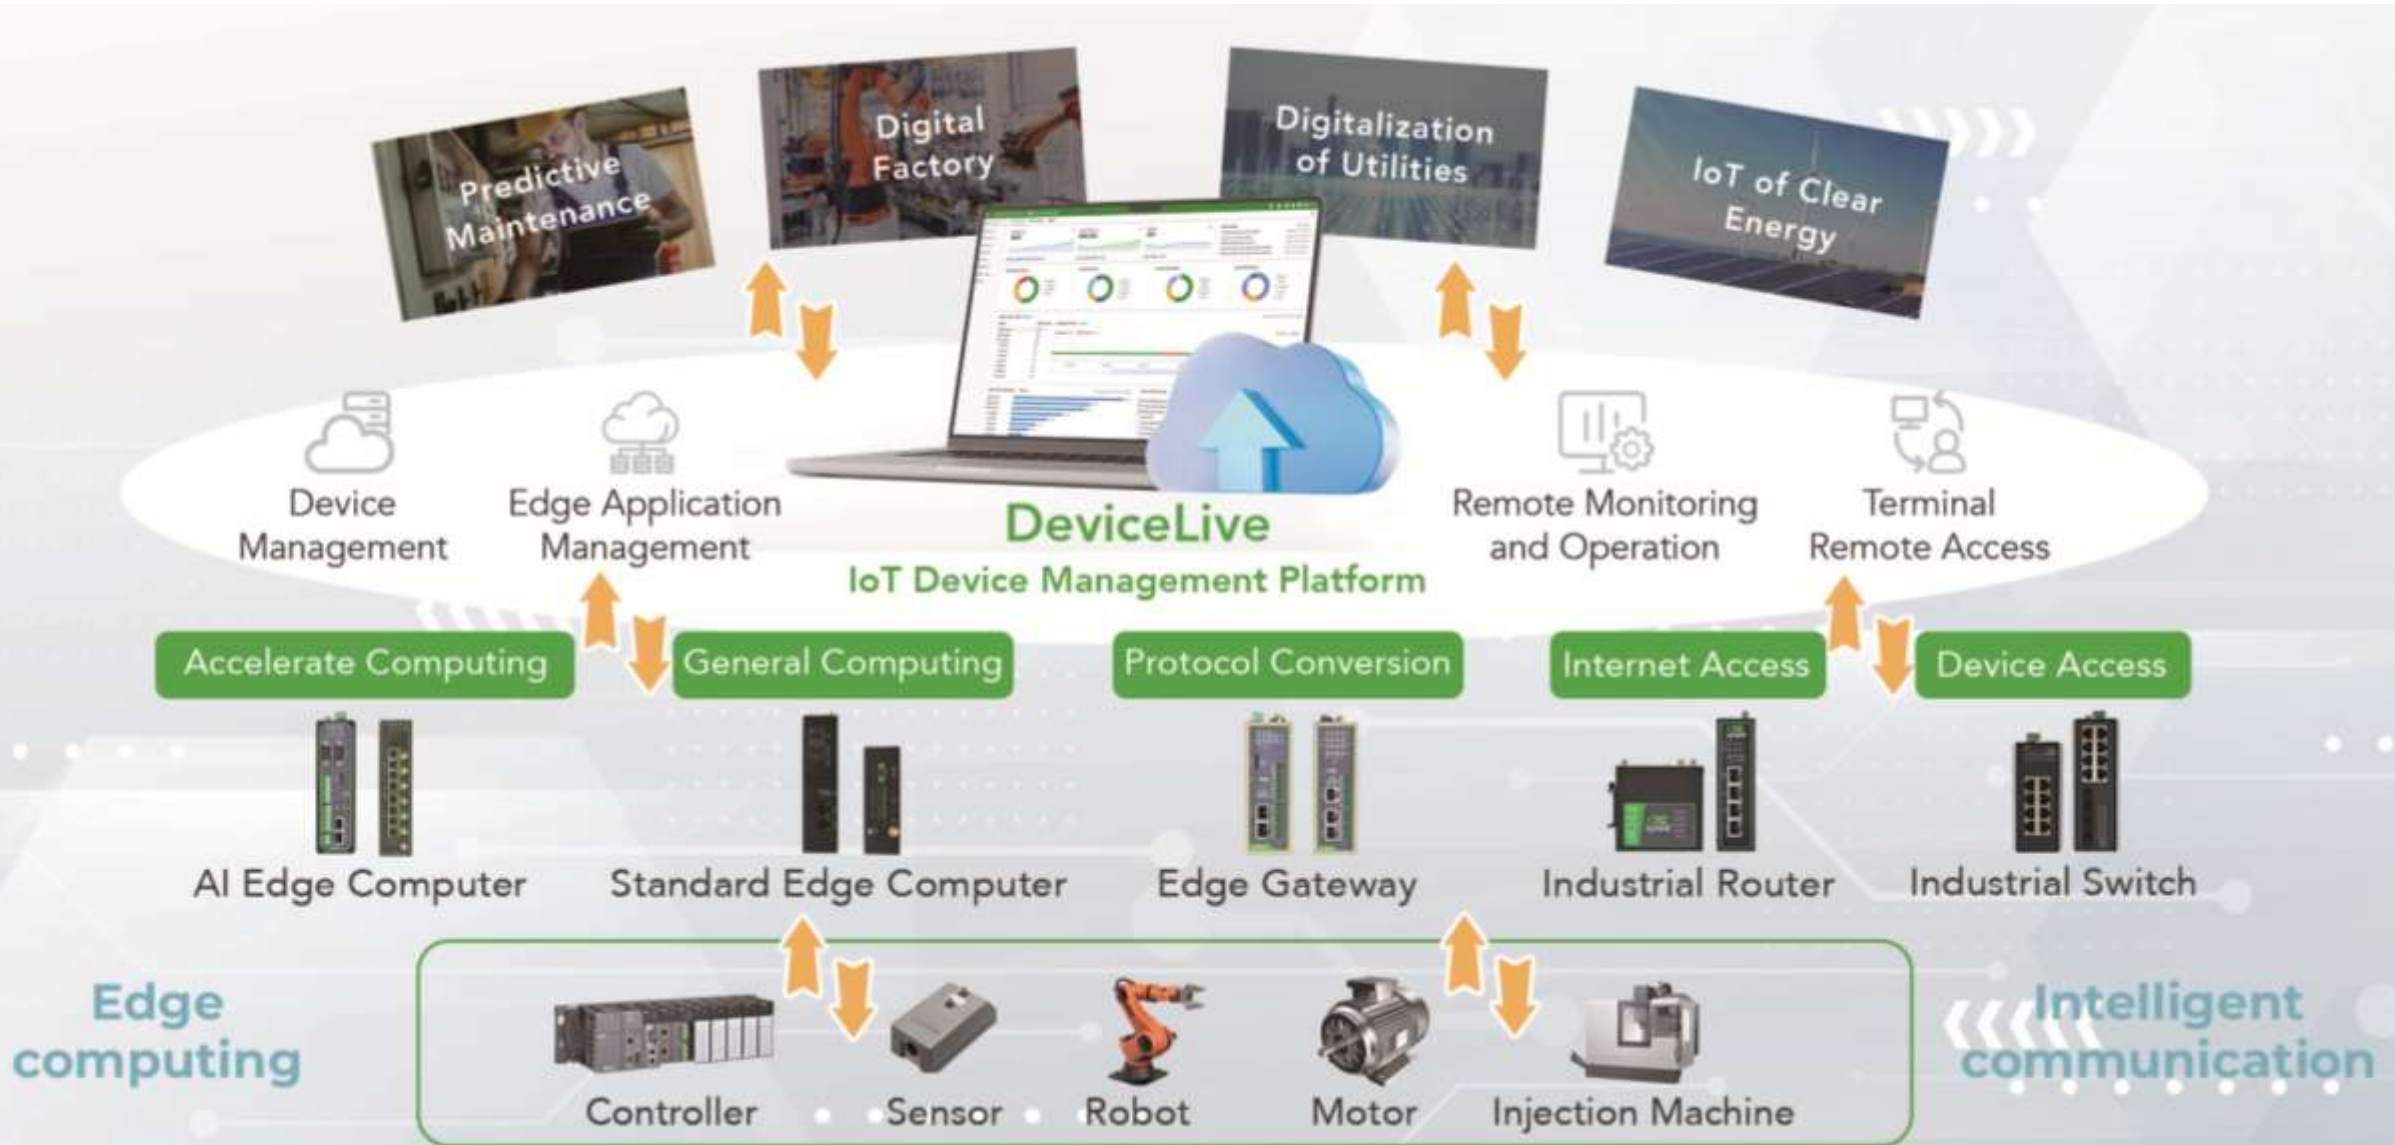 Predictive
Maintenance
Digital
Factory
Digitalization
of Utilities
IoT of Clear
Energy
Device
Management
Edge Application
Management
DeviceLive
IoT Device Management Platform
Remote Monitoring
and Operation
Terminal
Remote Access
Accelerate Computing
General Computing
Protocol Conversion
Internet Access
Device Access
AI Edge Computer
Standard Edge Computer
Edge Gateway
Industrial Router
Industrial Switch
Edge
computing
Controller
Sensor
Robot
Motor
Injection Machine
Intelligent
communication